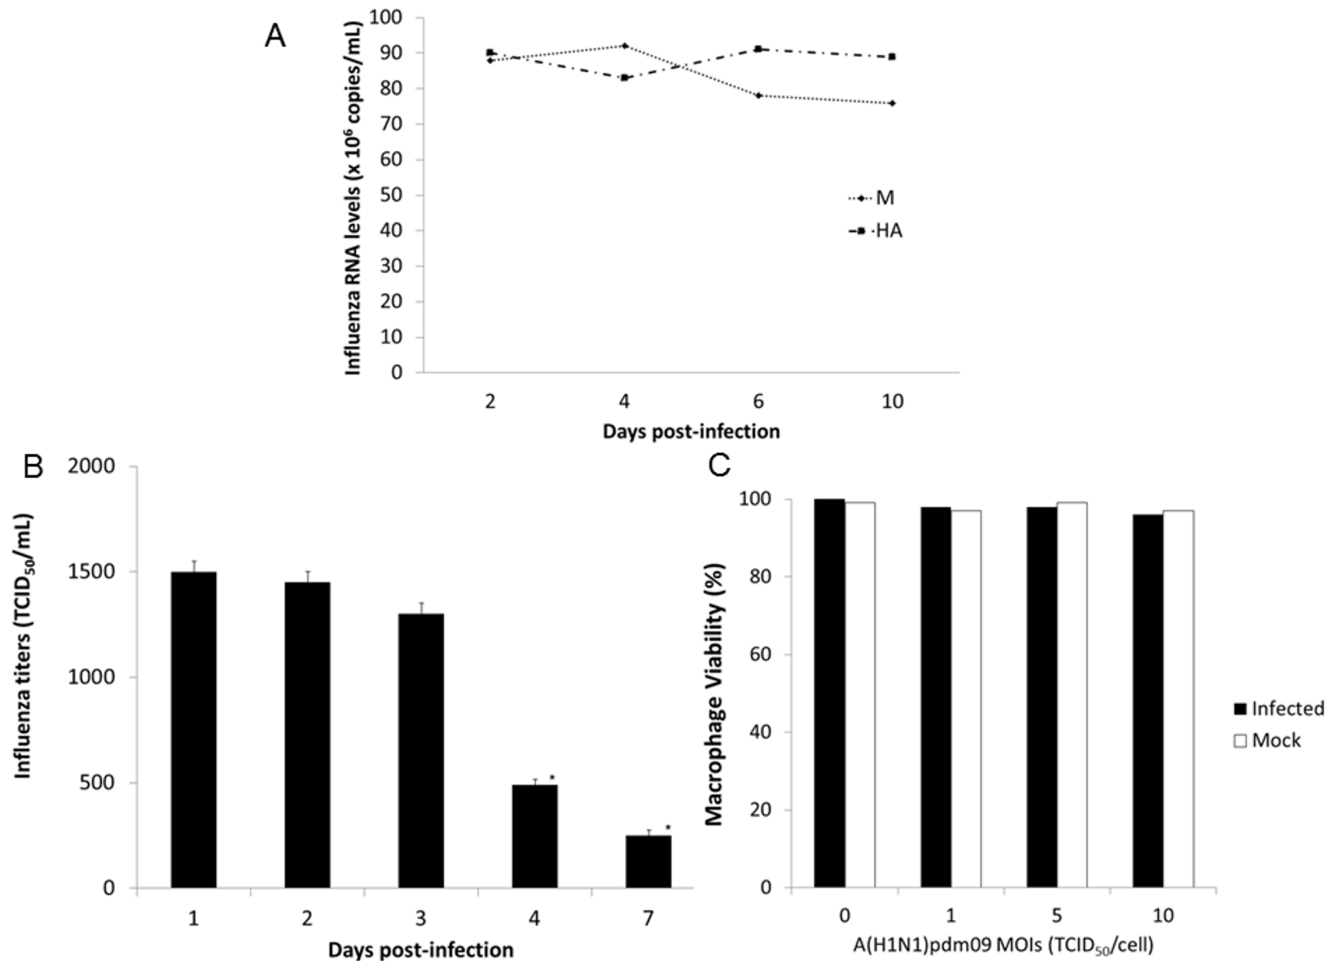 A
Influenza RNA levels (x 10⁶ copies/mL)
100
90
80
70
60
50
40
30
20
10
0
2 4 6 10
Days post-infection
M
HA
B
Influenza titers (TCID₅₀/mL)
2000
1500
1000
500
0
* *
1 2 3 4 7
Days post-infection
C
Macrophage Viability (%)
100
80
60
40
20
0
0 1 5 10
A(H1N1)pdm09 MOIs (TCID₅₀/cell)
Infected
Mock